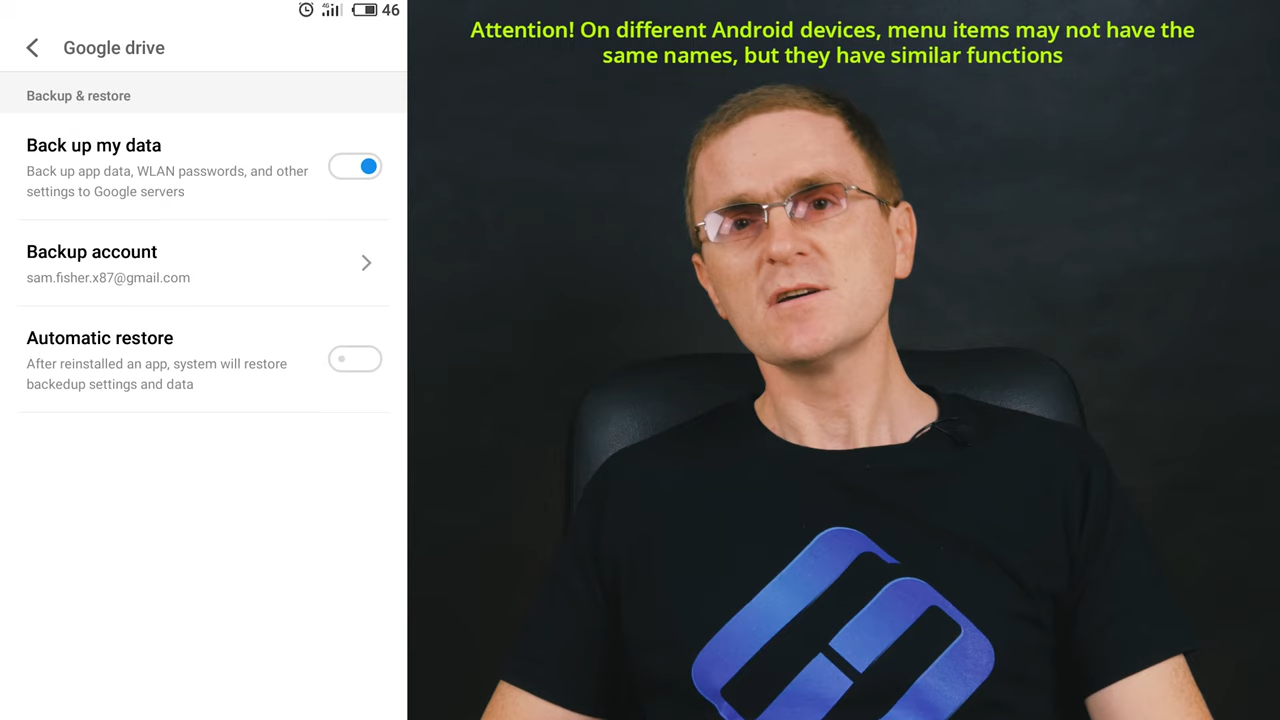 46
Google drive
Backup & restore
Back up my data
Back up app data, WLAN passwords, and other
settings to Google servers
Backup account
sam.fisher.x87@gmail.com
Automatic restore
After reinstalled an app, system will restore
backedup settings and data
Attention! On different Android devices, menu items may not have the
same names, but they have similar functions